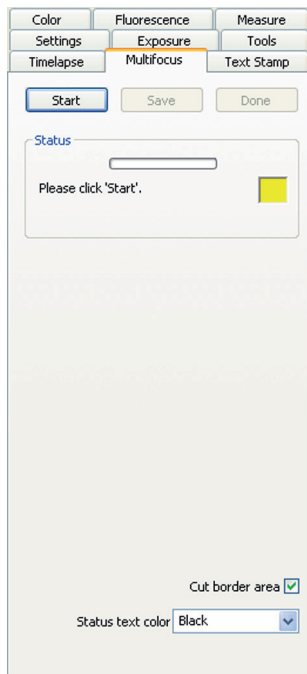 Color Fluorescence Measure
Settings Exposure Tools
Timelapse Multifocus Text Stamp
Start Save Done
Status
Please click 'Start'.
Cut border area
Status text color Black